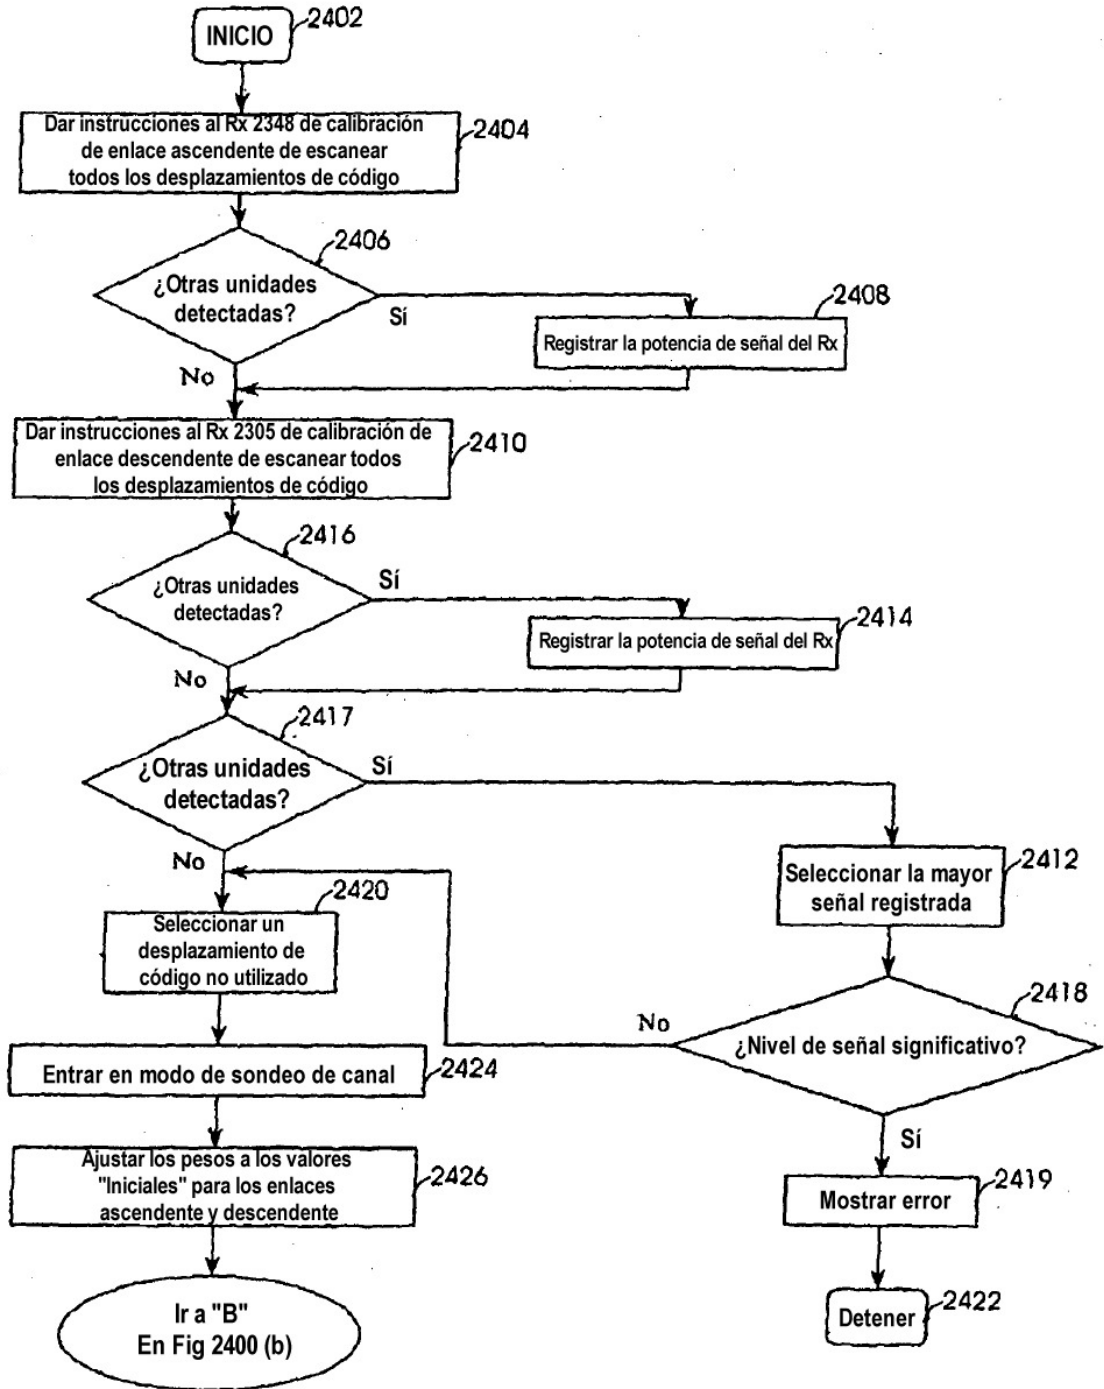 2402
INICIO
Dar instrucciones al Rx 2348 de calibración
de enlace ascendente de escanear
todos los desplazamientos de código
2404
2406
¿Otras unidades
detectadas?
Sí
2408
Registrar la potencia de señal del Rx
No
Dar instrucciones al Rx 2305 de calibración de
enlace descendente de escanear todos
los desplazamientos de código
2410
2416
¿Otras unidades
detectadas?
Sí
2414
Registrar la potencia de señal del Rx
No
2417
¿Otras unidades
detectadas?
Sí
No
2412
Seleccionar la mayor
señal registrada
2420
Seleccionar un
desplazamiento de
código no utilizado
2418
¿Nivel de señal significativo?
No
Entrar en modo de sondeo de canal
2424
Sí
Ajustar los pesos a los valores
"Iniciales" para los enlaces
ascendente y descendente
2426
Mostrar error
2419
Ir a "B"
En Fig 2400 (b)
Detener
2422